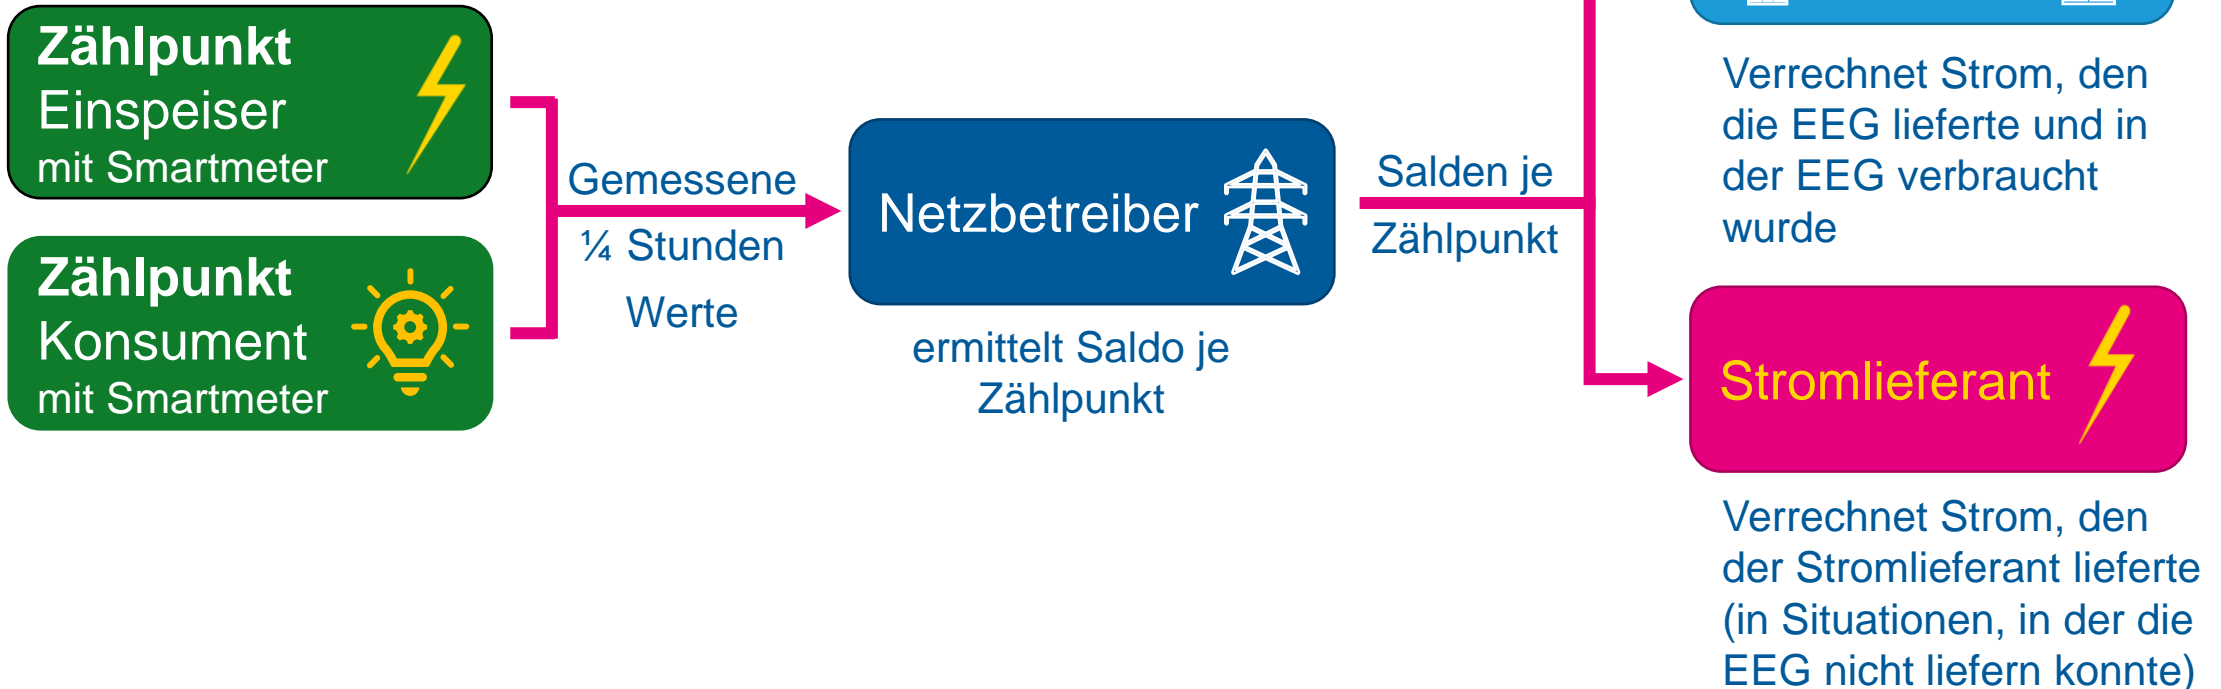 Zählpunkt
Einspeiser
mit Smartmeter
Zählpunkt
Konsument
mit Smartmeter
Gemessene
¼ Stunden
Werte
Netzbetreiber
ermittelt Saldo je
Zählpunkt
Salden je
Zählpunkt
Verrechnet Strom, den
die EEG lieferte und in
der EEG verbraucht
wurde
Stromlieferant
Verrechnet Strom, den
der Stromlieferant lieferte
(in Situationen, in der die
EEG nicht liefern konnte)